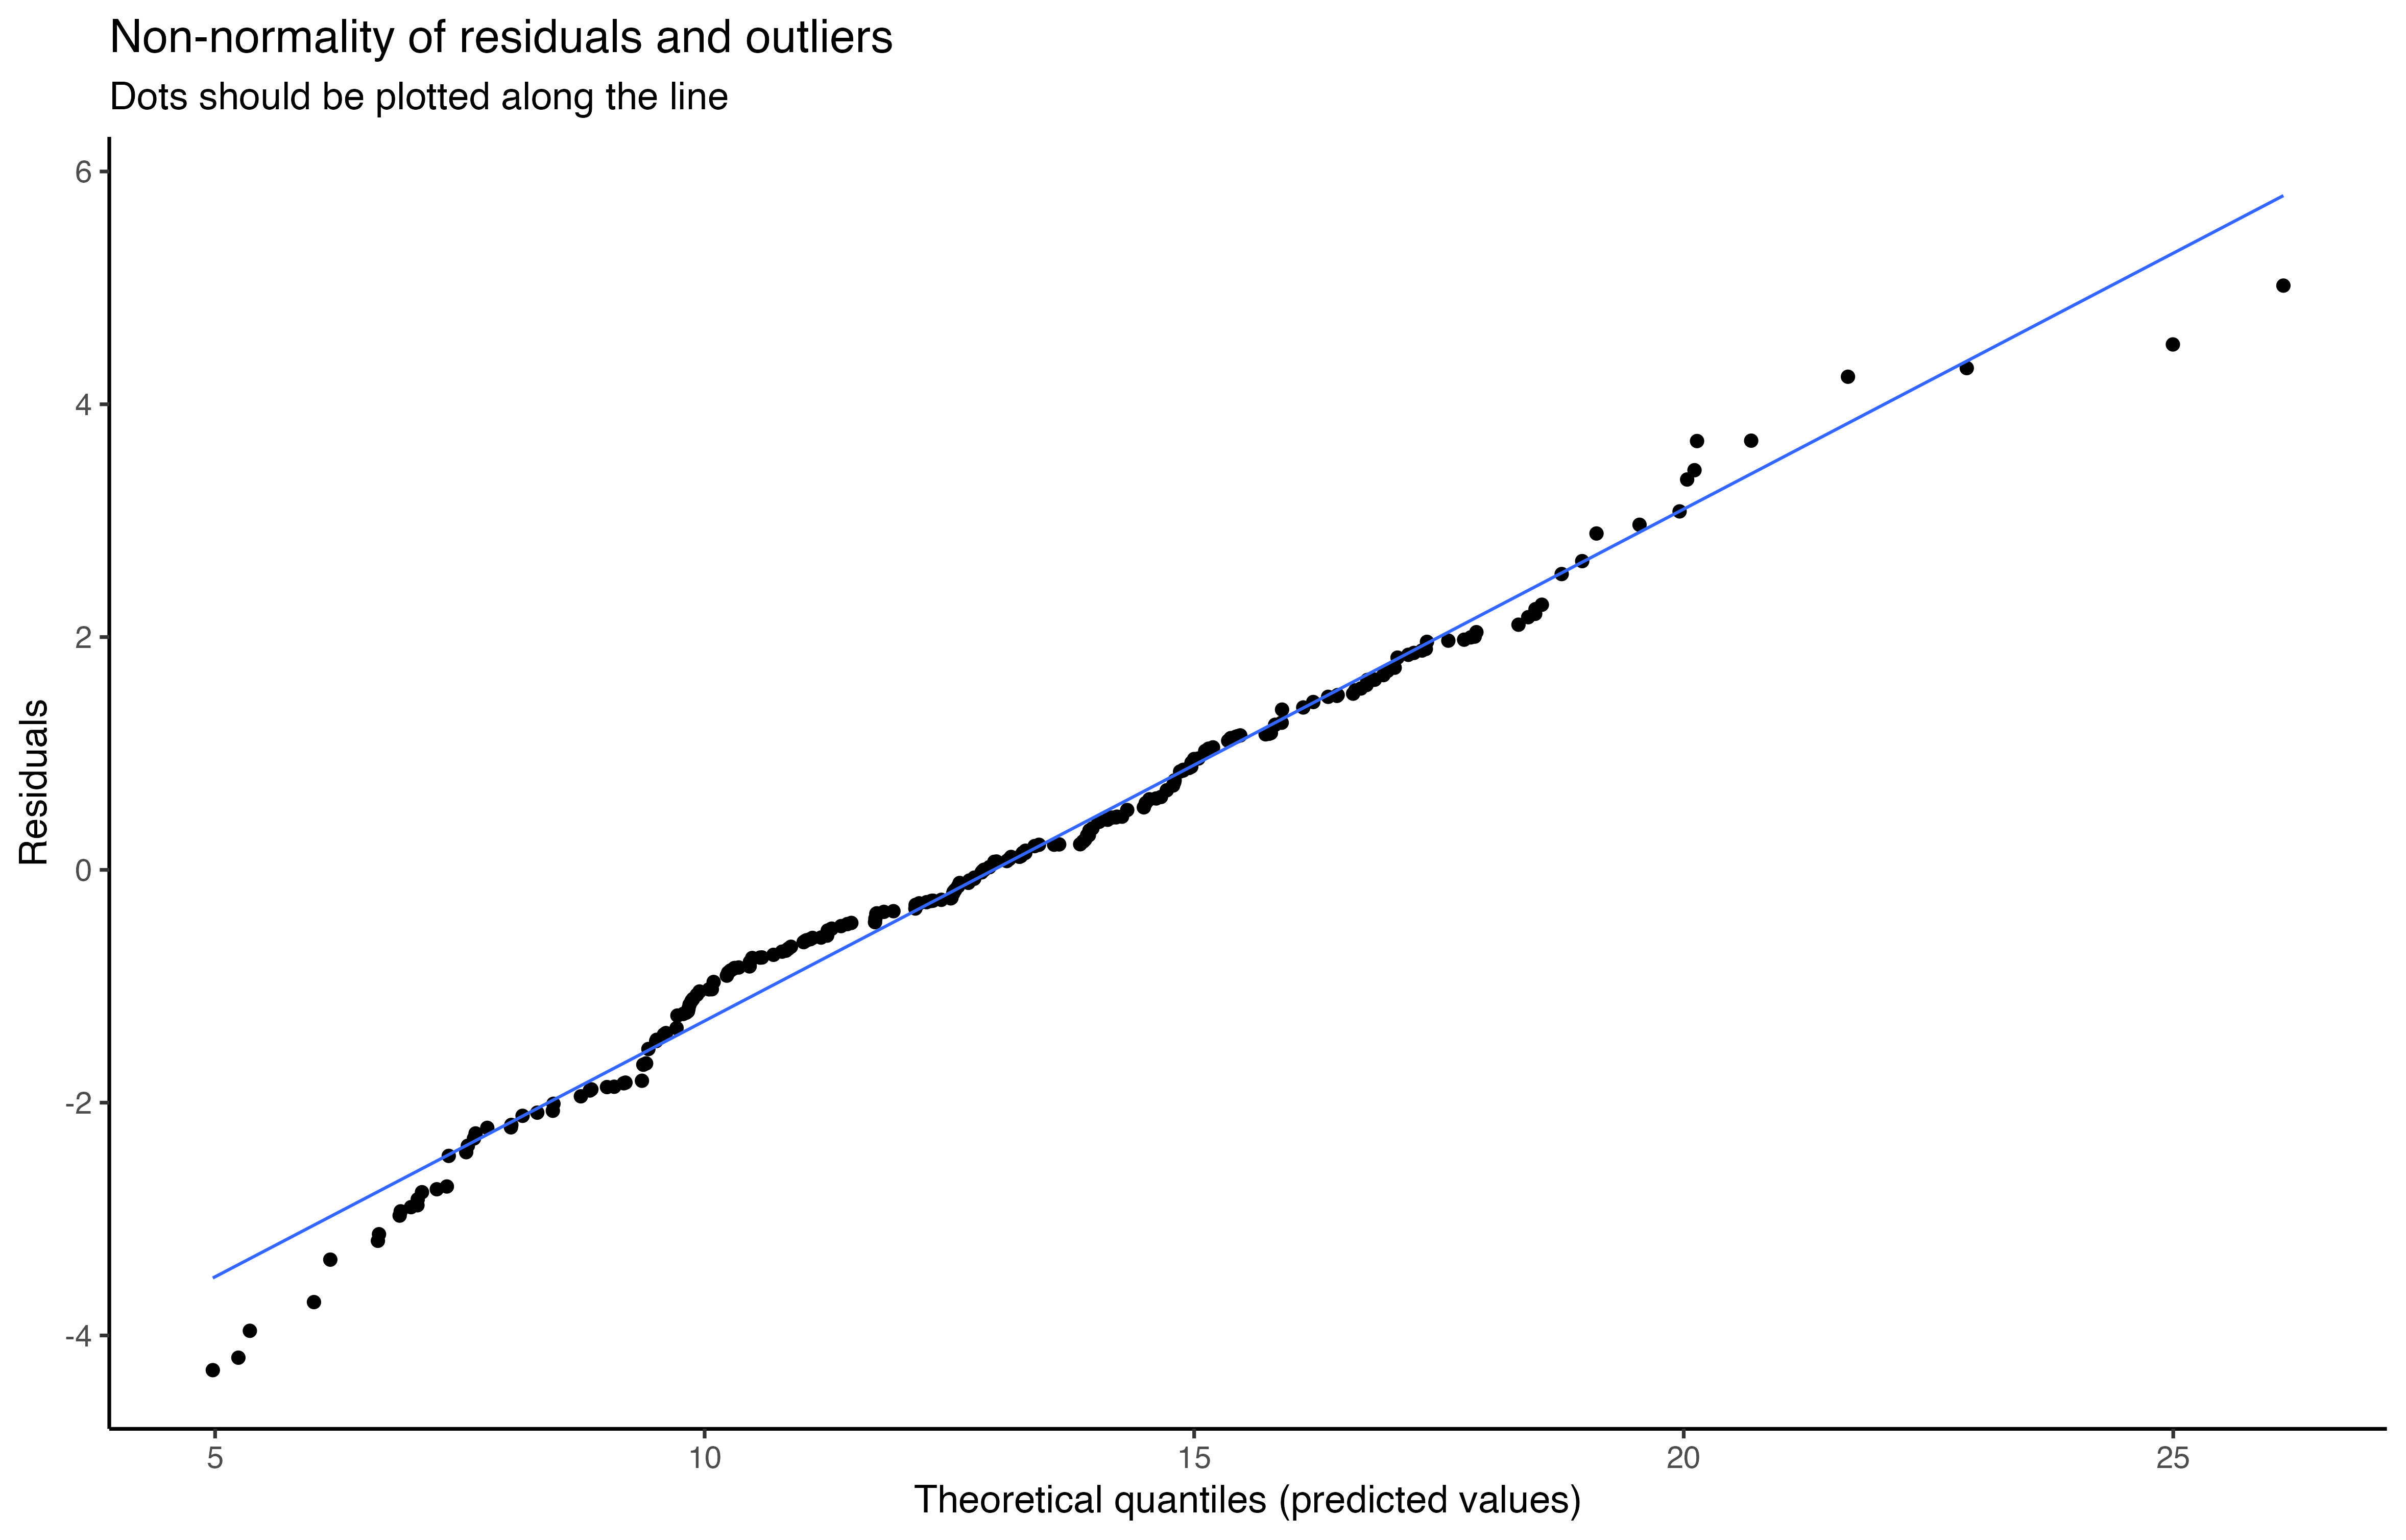 Non-normality of residuals and outliers
Dots should be plotted along the line
6
4
2
0
-2
-4
Residuals
5
10
15
20
25
Theoretical quantiles (predicted values)